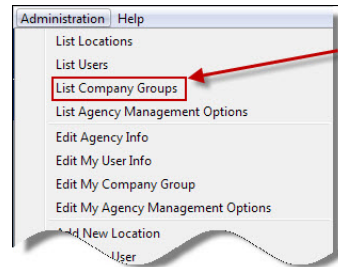 Administration Help
List Locations
List Users
List Company Groups
List Agency Management Options
Edit Agency Info
Edit My User Info
Edit My Company Group
Edit My Agency Management Options
Add New Location
User